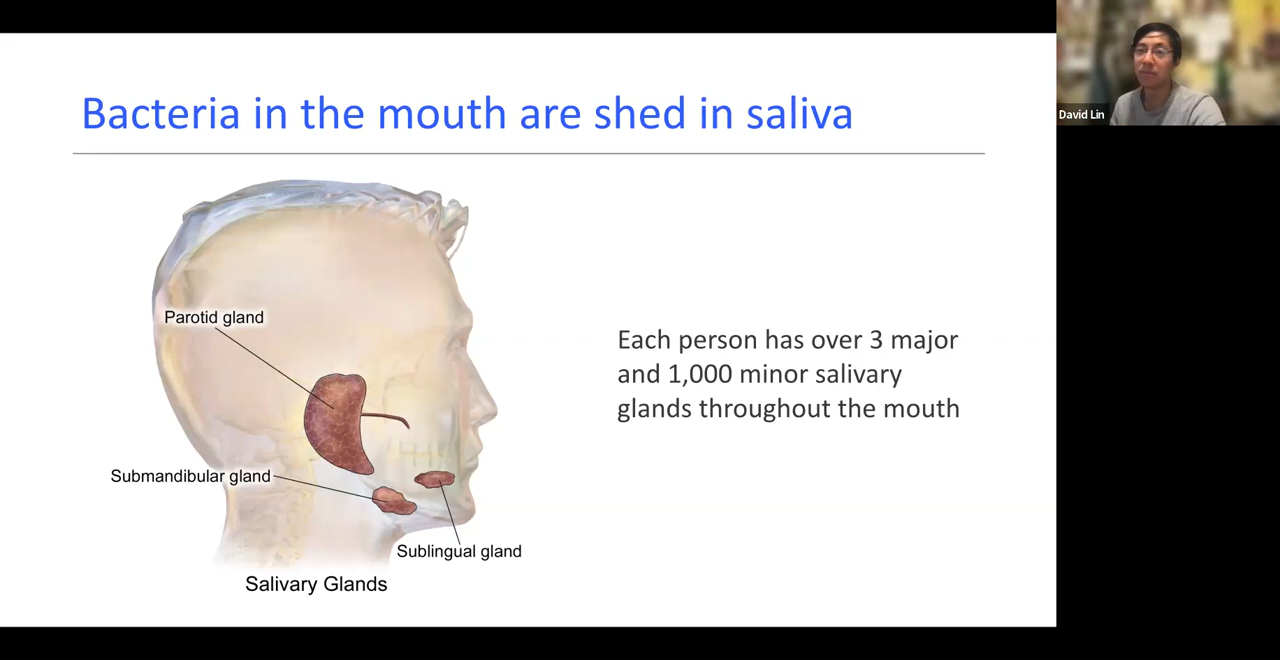 Bacteria in the mouth are shed in saliva
David Lin
Parotid gland
Each person has over 3 major
and 1,000 minor salivary
glands throughout the mouth
Submandibular gland
Sublingual gland
Salivary Glands